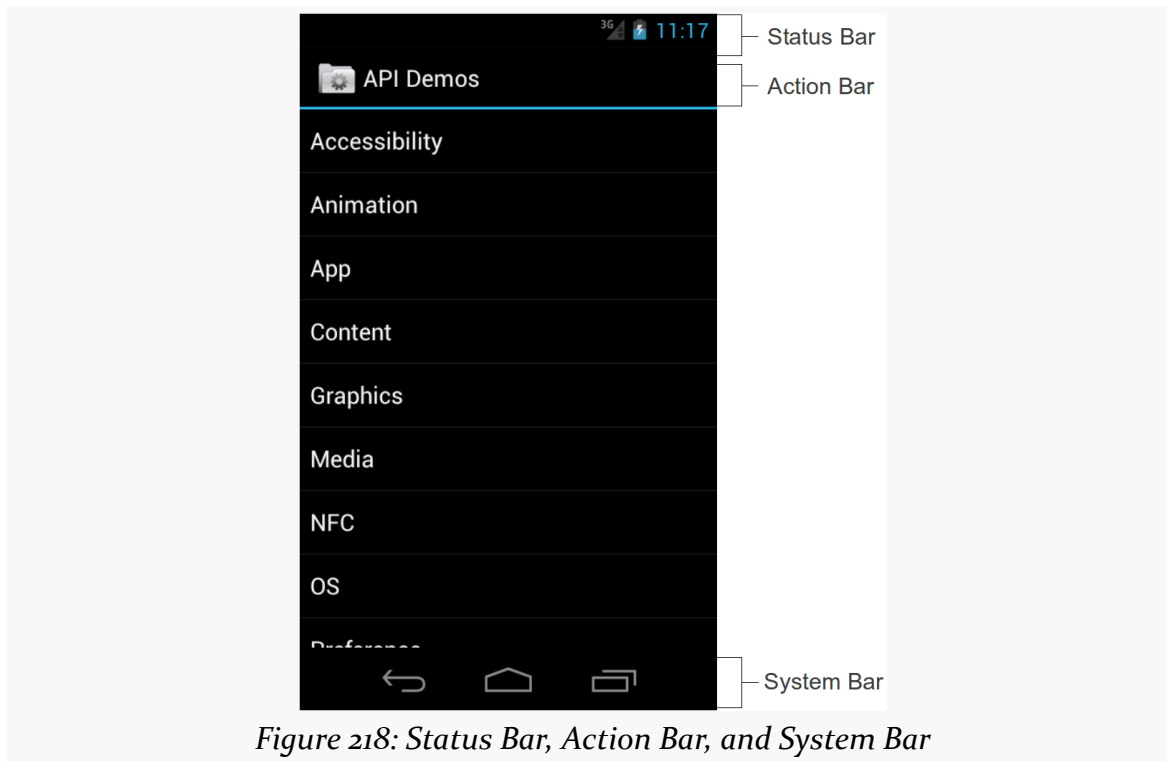 3G 11:17
Status Bar
API Demos
Action Bar
Accessibility
Animation
App
Content
Graphics
Media
NFC
OS
Preference
System Bar
Figure 218: Status Bar, Action Bar, and System Bar